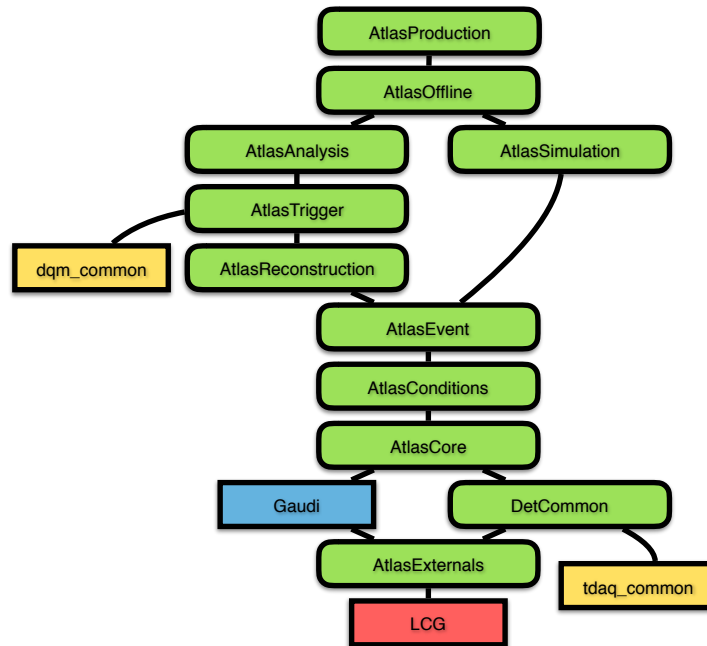 AtlasProduction
AtlasOffline
AtlasAnalysis
AtlasSimulation
AtlasTrigger
dqm_common
AtlasReconstruction
AtlasEvent
AtlasConditions
AtlasCore
Gaudi
DetCommon
AtlasExternals
tdaq_common
LCG